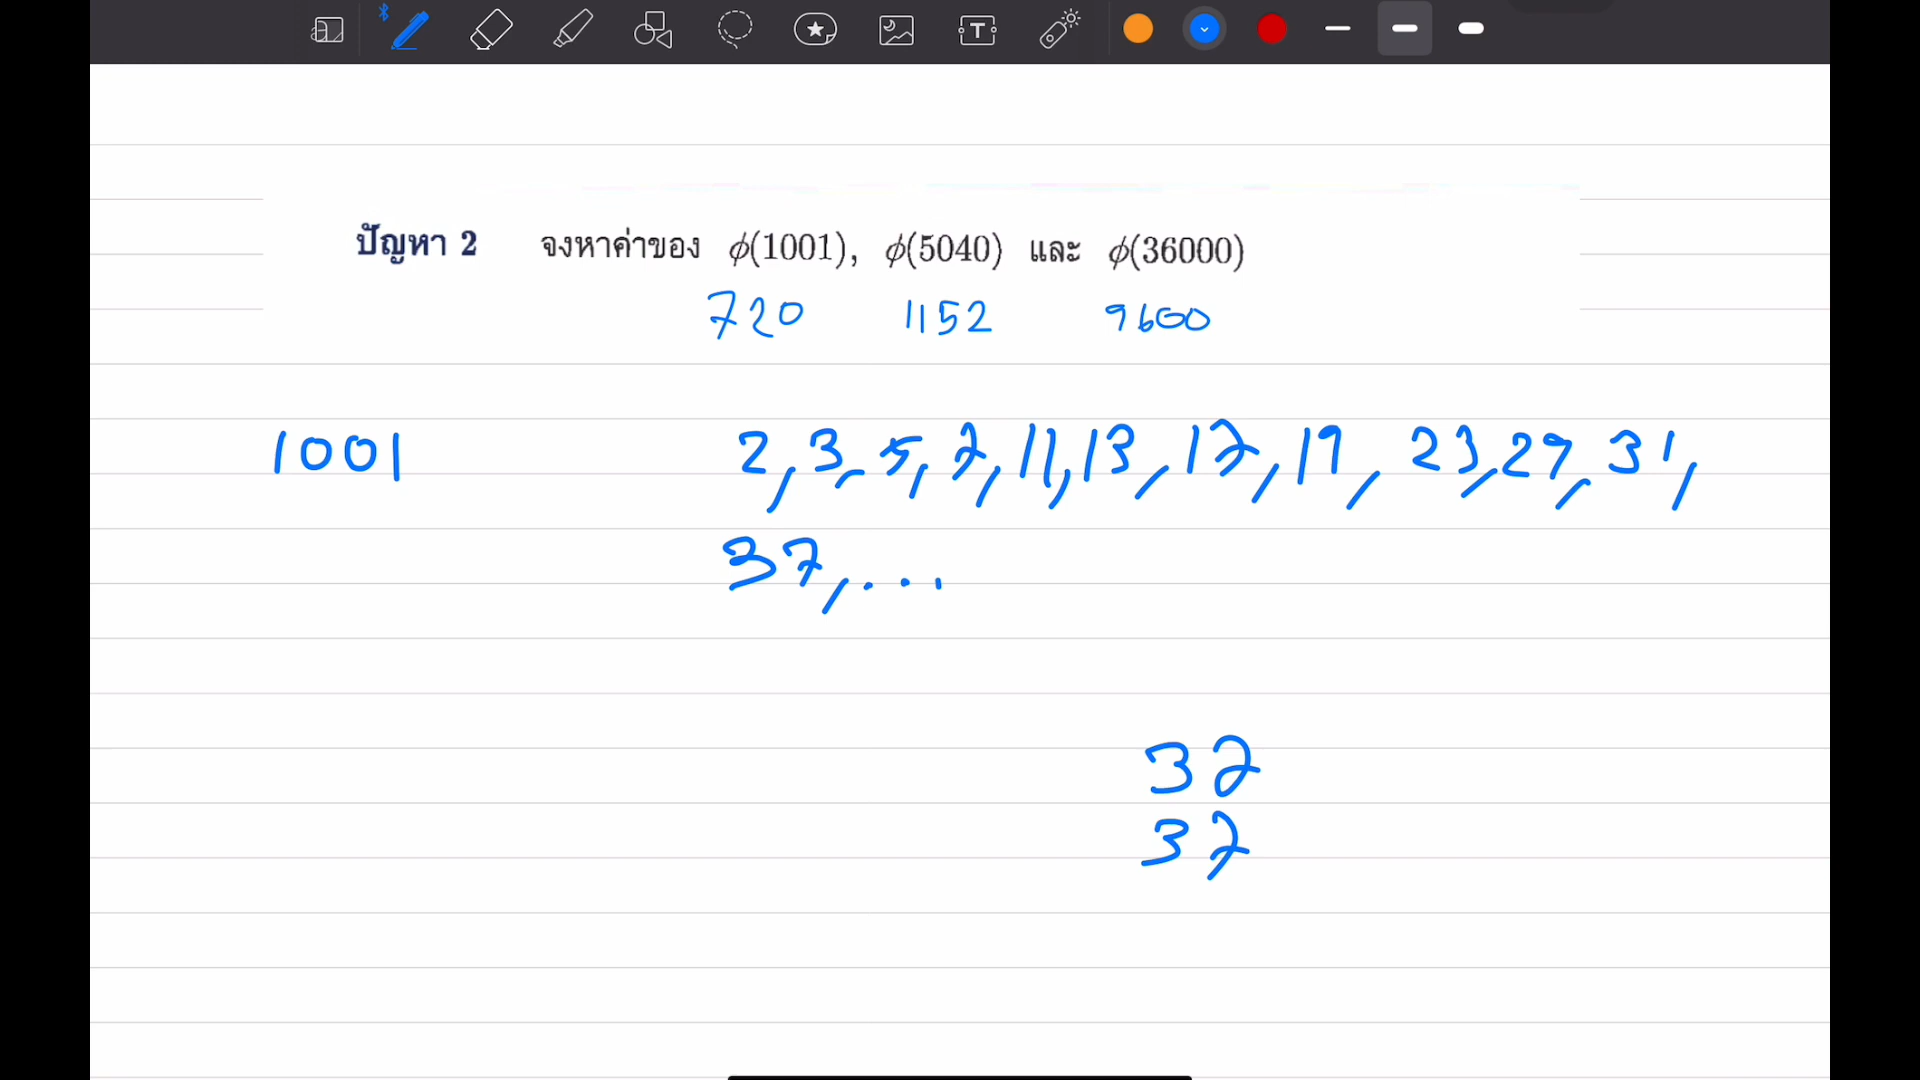 ปัญหา 2 จงหาค่าของ ϕ(1001), ϕ(5040) และ ϕ(36000)
720 1152 9600
1001 2, 3, 5, 7, 11, 13, 17, 19, 23, 29, 31,
37, ...
37
37